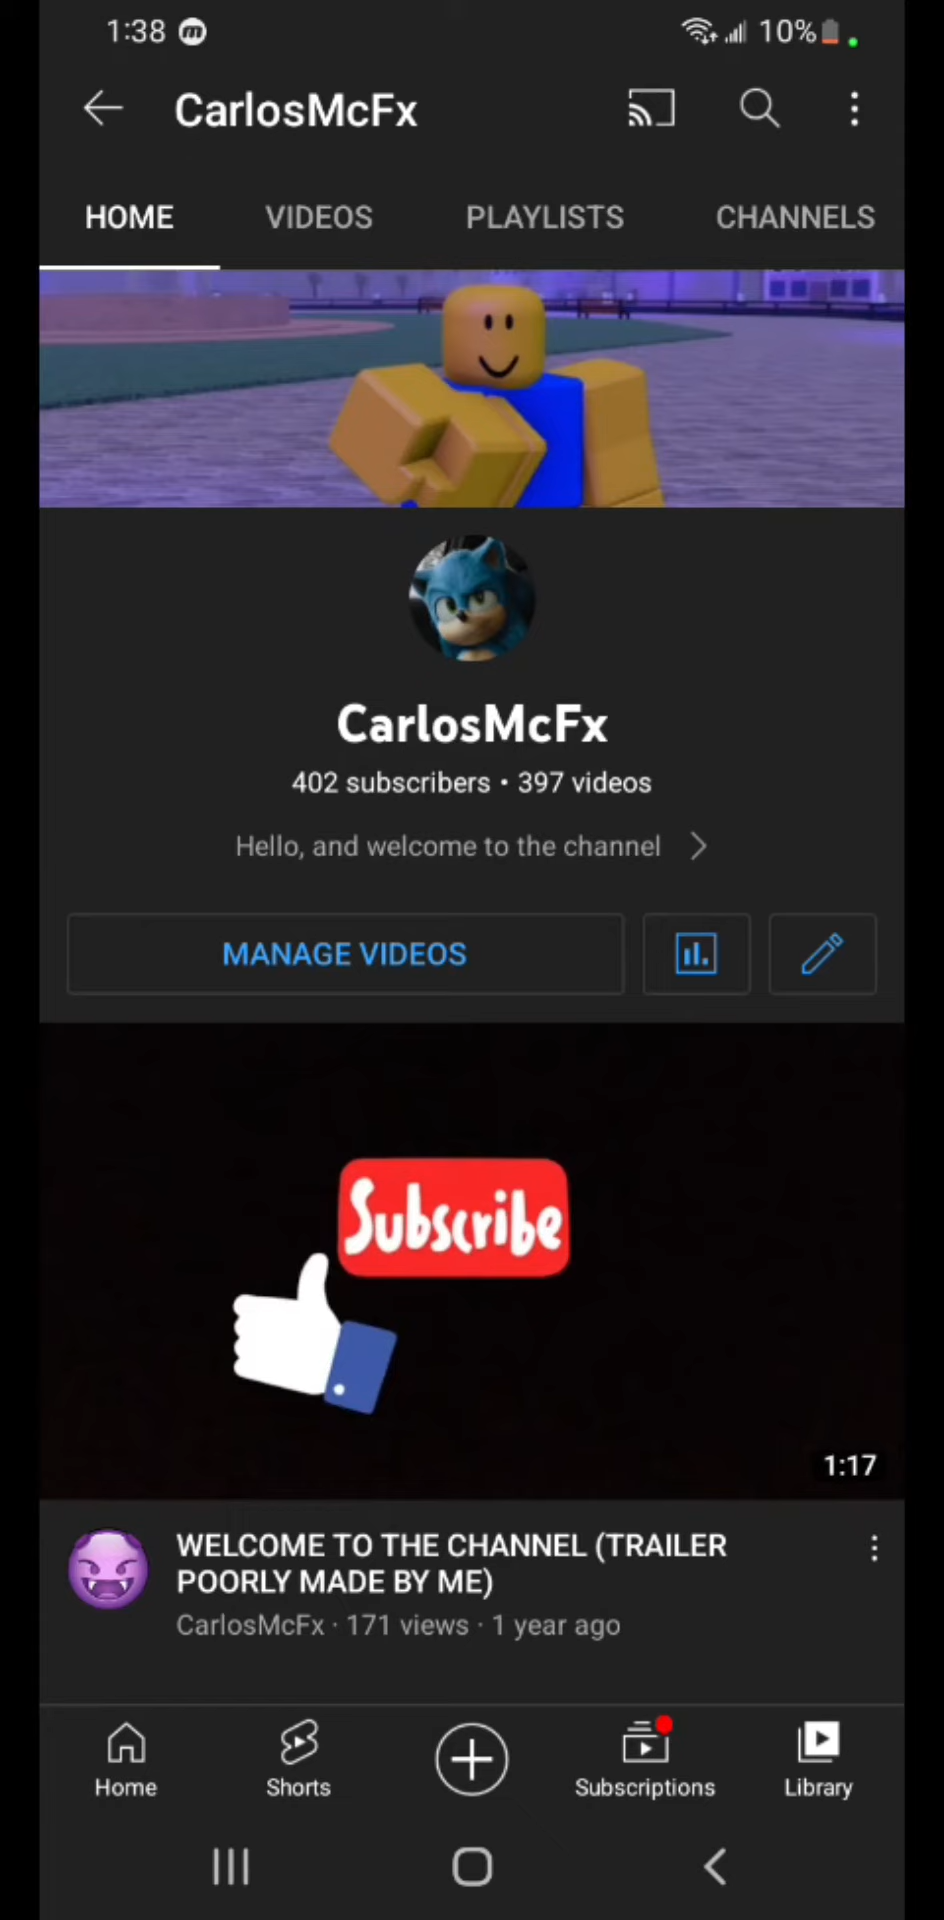 1:38 10%
CarlosMcFx
HOME VIDEOS PLAYLISTS CHANNELS
CarlosMcFx
402 subscribers • 397 videos
Hello, and welcome to the channel
MANAGE VIDEOS
Subscribe
1:17
WELCOME TO THE CHANNEL (TRAILER
POORLY MADE BY ME)
CarlosMcFx · 171 views · 1 year ago
Home Shorts Subscriptions Library